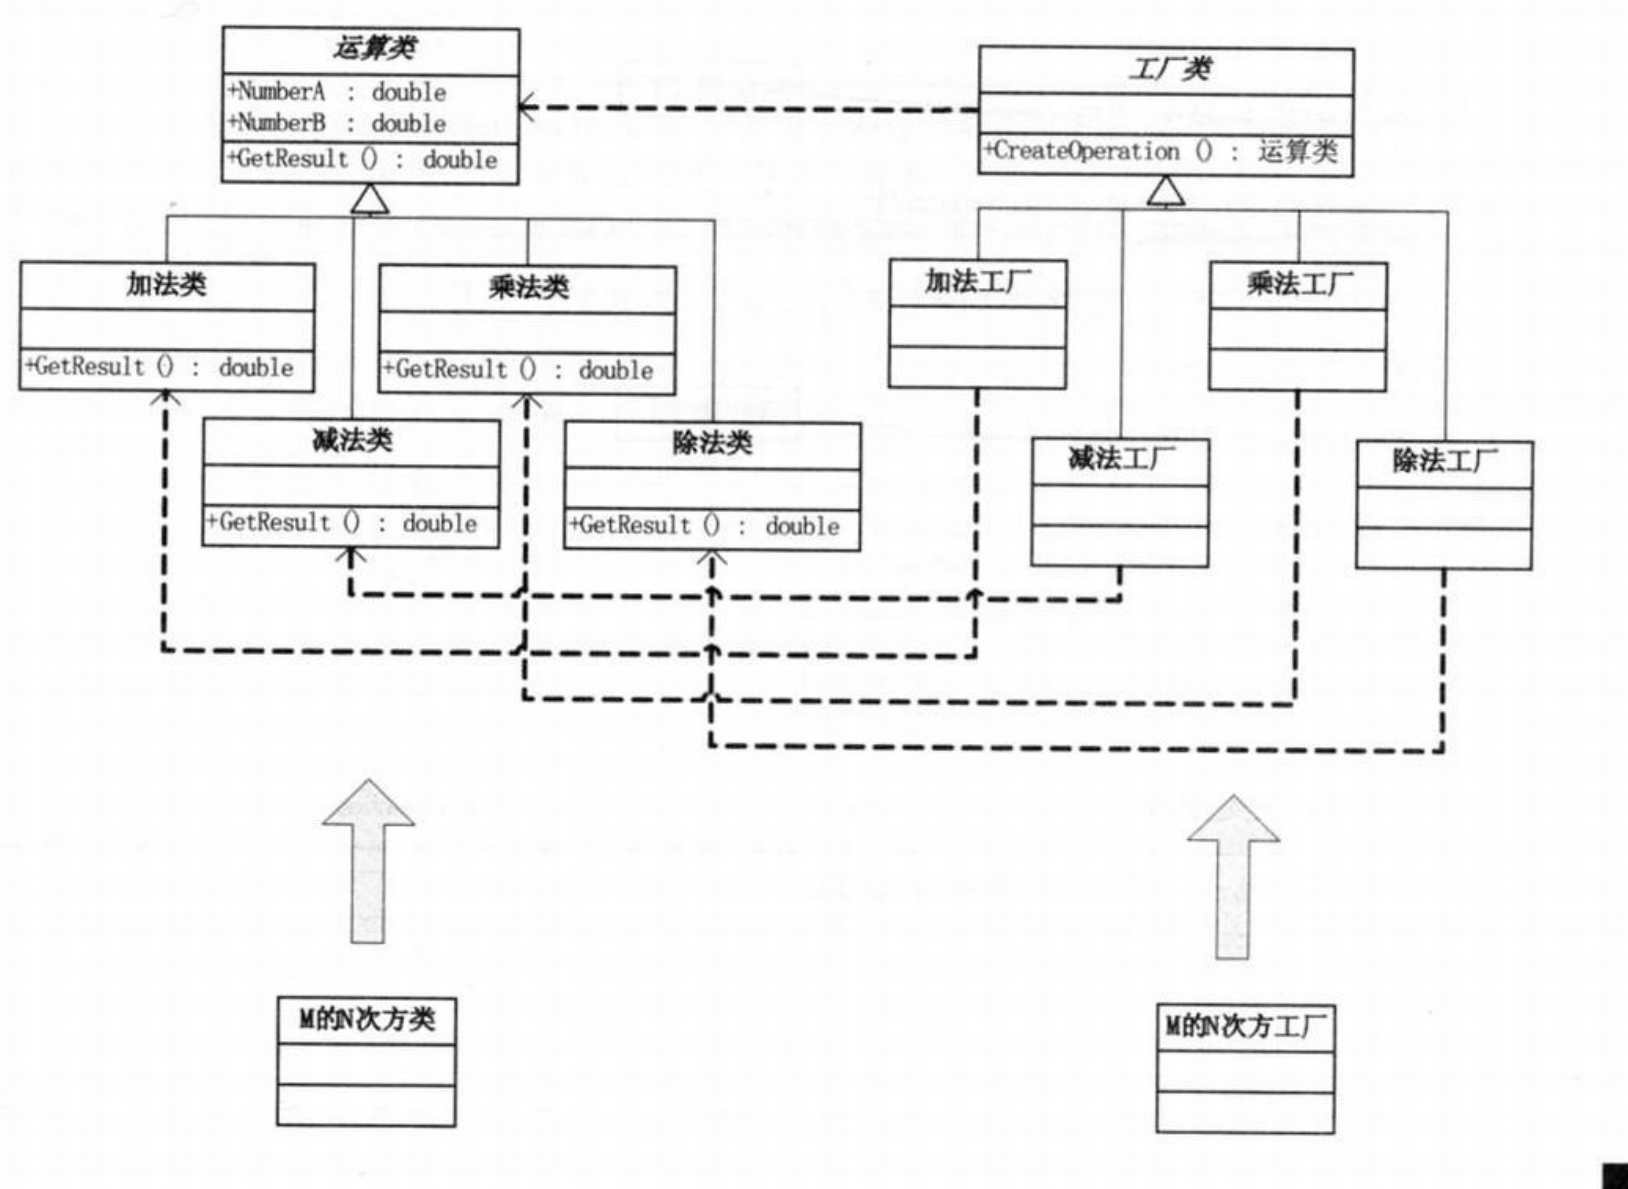 运算类
+NumberA : double
+NumberB : double
+GetResult () : double
工厂类
+CreateOperation () : 运算类
加法类
+GetResult () : double
乘法类
+GetResult () : double
减法类
+GetResult () : double
除法类
+GetResult () : double
加法工厂
乘法工厂
减法工厂
除法工厂
M的N次方类
M的N次方工厂